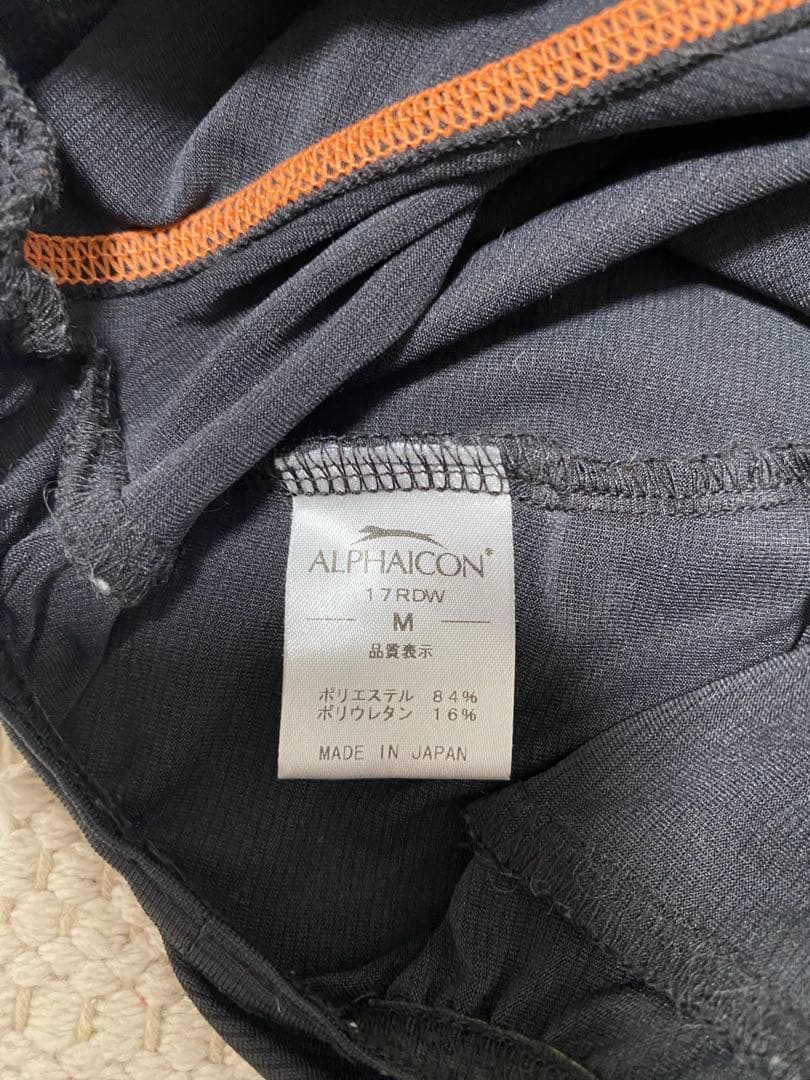 ALPHAICON®
17RDW
M
品質表示
ポリエステル 84%
ポリウレタン 16%
MADE IN JAPAN